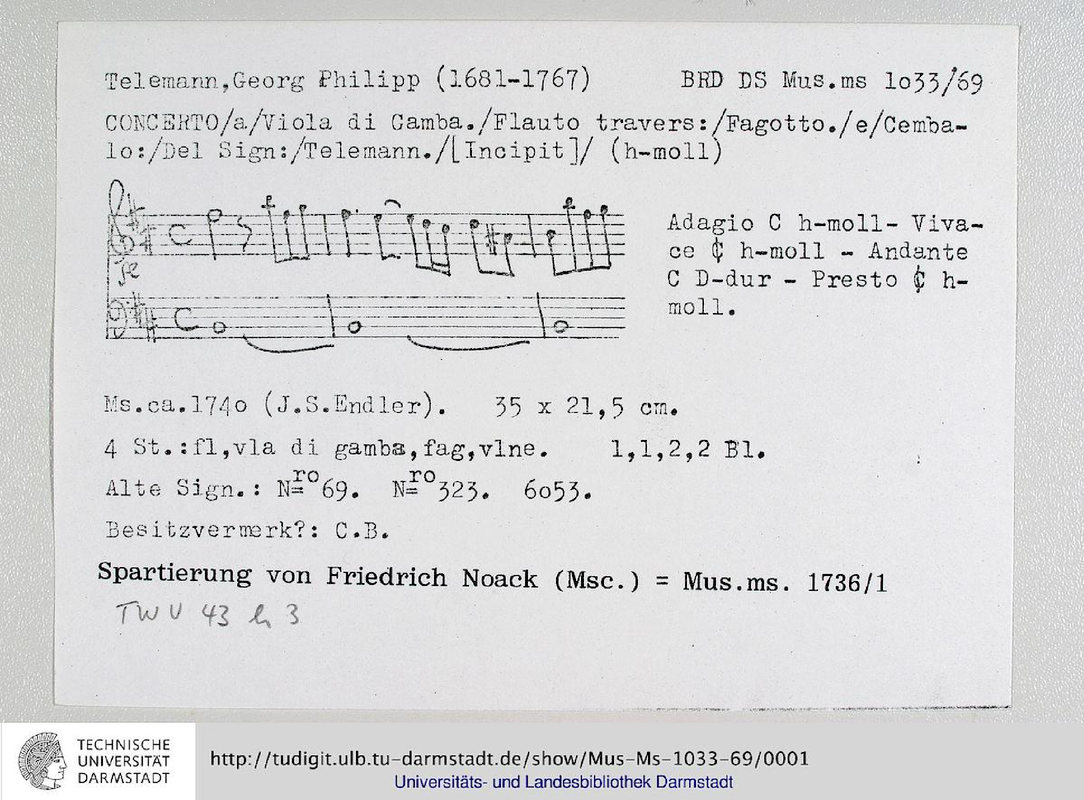 Telemann,Georg Philipp (1681-1767) BRD DS Mus.ms 1o33/69
CONCERTO/a/Viola di Gamba./Flauto travers:/Fagotto./e/Cemba-
lo:/Del Sign:/Telemann./[Incipit]/ (h-moll)
Adagio C h-moll- Viva-
ce ₵ h-moll - Andante
C D-dur - Presto ₵ h-
moll.
Ms.ca.174o (J.S.Endler). 35 x 21,5 cm.
4 St.:fl,vla di gamba,fag,vlne. 1,1,2,2 Bl.
Alte Sign.: Nro 69. Nro 323. 6o53.
Besitzvermerk?: C.B.
Spartierung von Friedrich Noack (Msc.) = Mus.ms. 1736/1
TWV 43 h 3
TECHNISCHE
UNIVERSITÄT
DARMSTADT
http://tudigit.ulb.tu-darmstadt.de/show/Mus-Ms-1033-69/0001
Universitäts- und Landesbibliothek Darmstadt